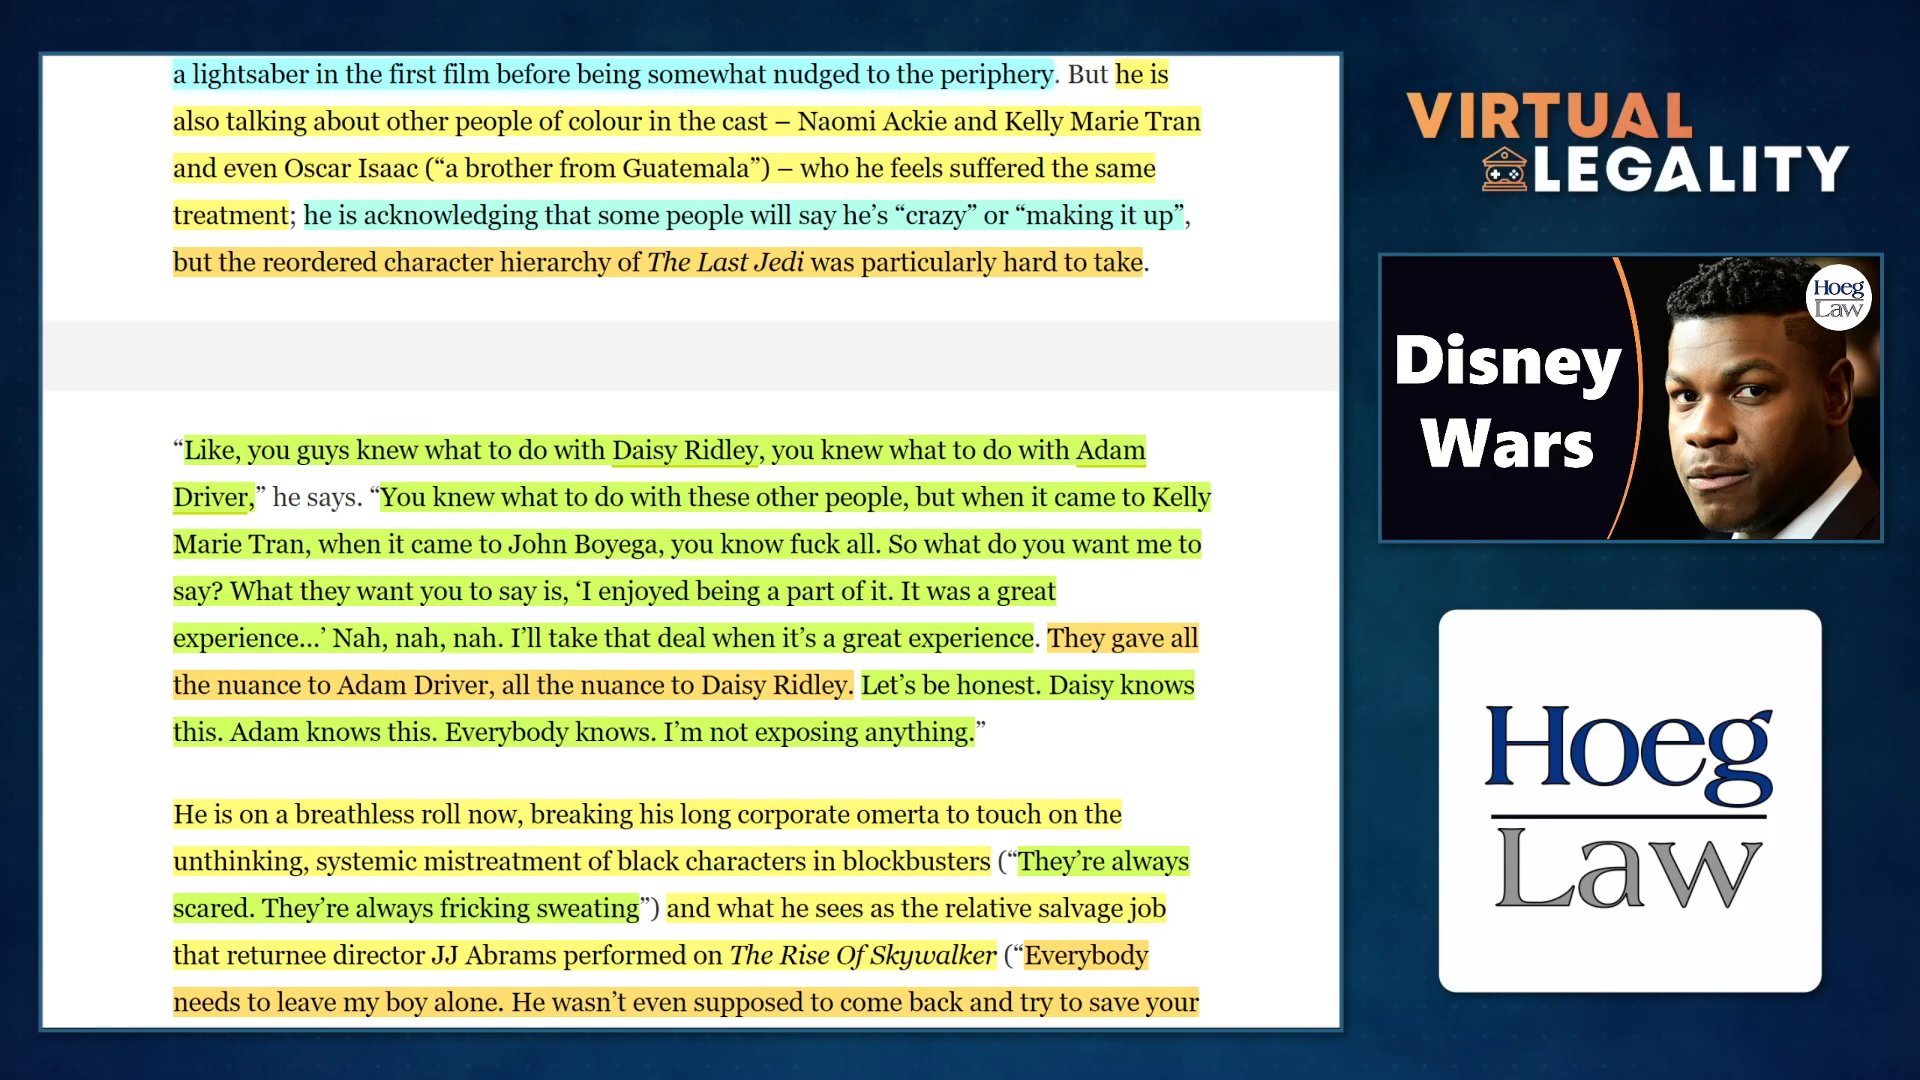 a lightsaber in the first film before being somewhat nudged to the periphery. But he is
also talking about other people of colour in the cast – Naomi Ackie and Kelly Marie Tran
and even Oscar Isaac (“a brother from Guatemala”) – who he feels suffered the same
treatment; he is acknowledging that some people will say he’s “crazy” or “making it up”,
but the reordered character hierarchy of The Last Jedi was particularly hard to take.
“Like, you guys knew what to do with Daisy Ridley, you knew what to do with Adam
Driver,” he says. “You knew what to do with these other people, but when it came to Kelly
Marie Tran, when it came to John Boyega, you know fuck all. So what do you want me to
say? What they want you to say is, ‘I enjoyed being a part of it. It was a great
experience...’ Nah, nah, nah. I’ll take that deal when it’s a great experience. They gave all
the nuance to Adam Driver, all the nuance to Daisy Ridley. Let’s be honest. Daisy knows
this. Adam knows this. Everybody knows. I’m not exposing anything.”
He is on a breathless roll now, breaking his long corporate omerta to touch on the
unthinking, systemic mistreatment of black characters in blockbusters (“They’re always
scared. They’re always fricking sweating”) and what he sees as the relative salvage job
that returnee director JJ Abrams performed on The Rise Of Skywalker (“Everybody
needs to leave my boy alone. He wasn’t even supposed to come back and try to save your
VIRTUAL
LEGALITY
Disney
Wars
Hoeg
Law
Hoeg
Law